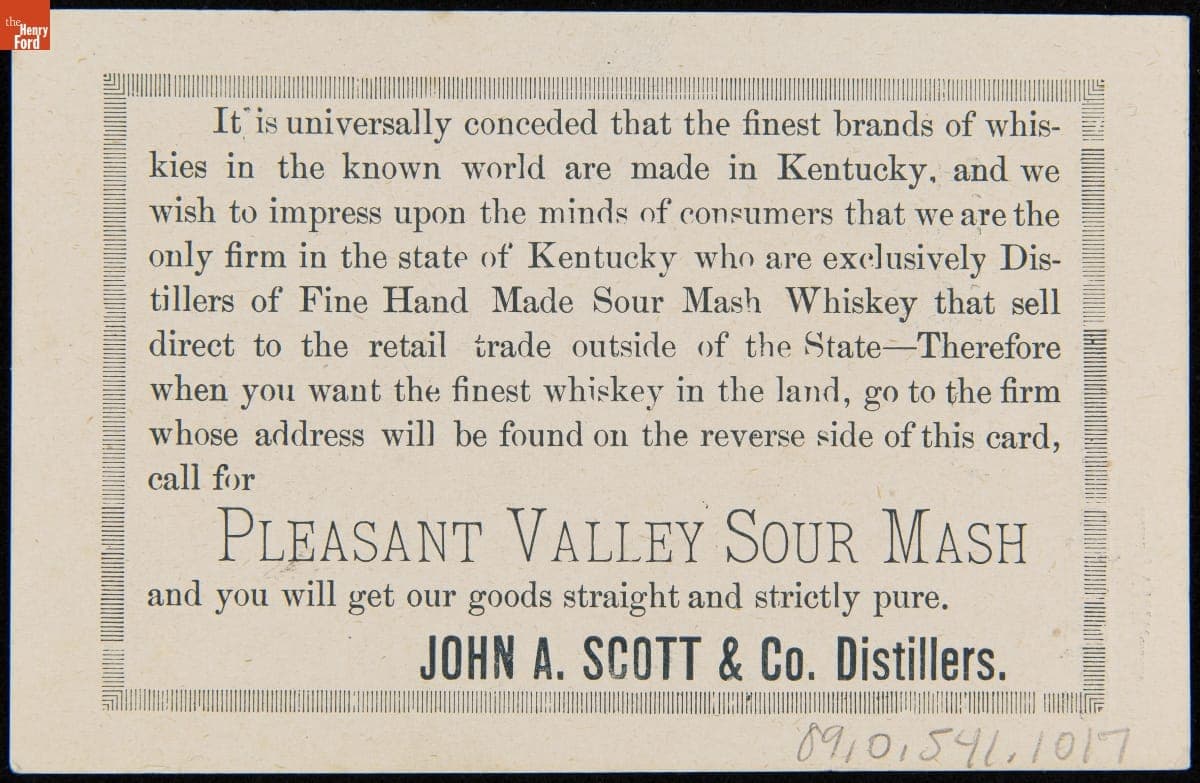 the
Henry
Ford
It is universally conceded that the finest brands of whis-
kies in the known world are made in Kentucky, and we
wish to impress upon the minds of consumers that we are the
only firm in the state of Kentucky who are exclusively Dis-
tillers of Fine Hand Made Sour Mash Whiskey that sell
direct to the retail trade outside of the State—Therefore
when you want the finest whiskey in the land, go to the firm
whose address will be found on the reverse side of this card,
call for
PLEASANT VALLEY SOUR MASH
and you will get our goods straight and strictly pure.
JOHN A. SCOTT & Co. Distillers.
89.0.541.1017